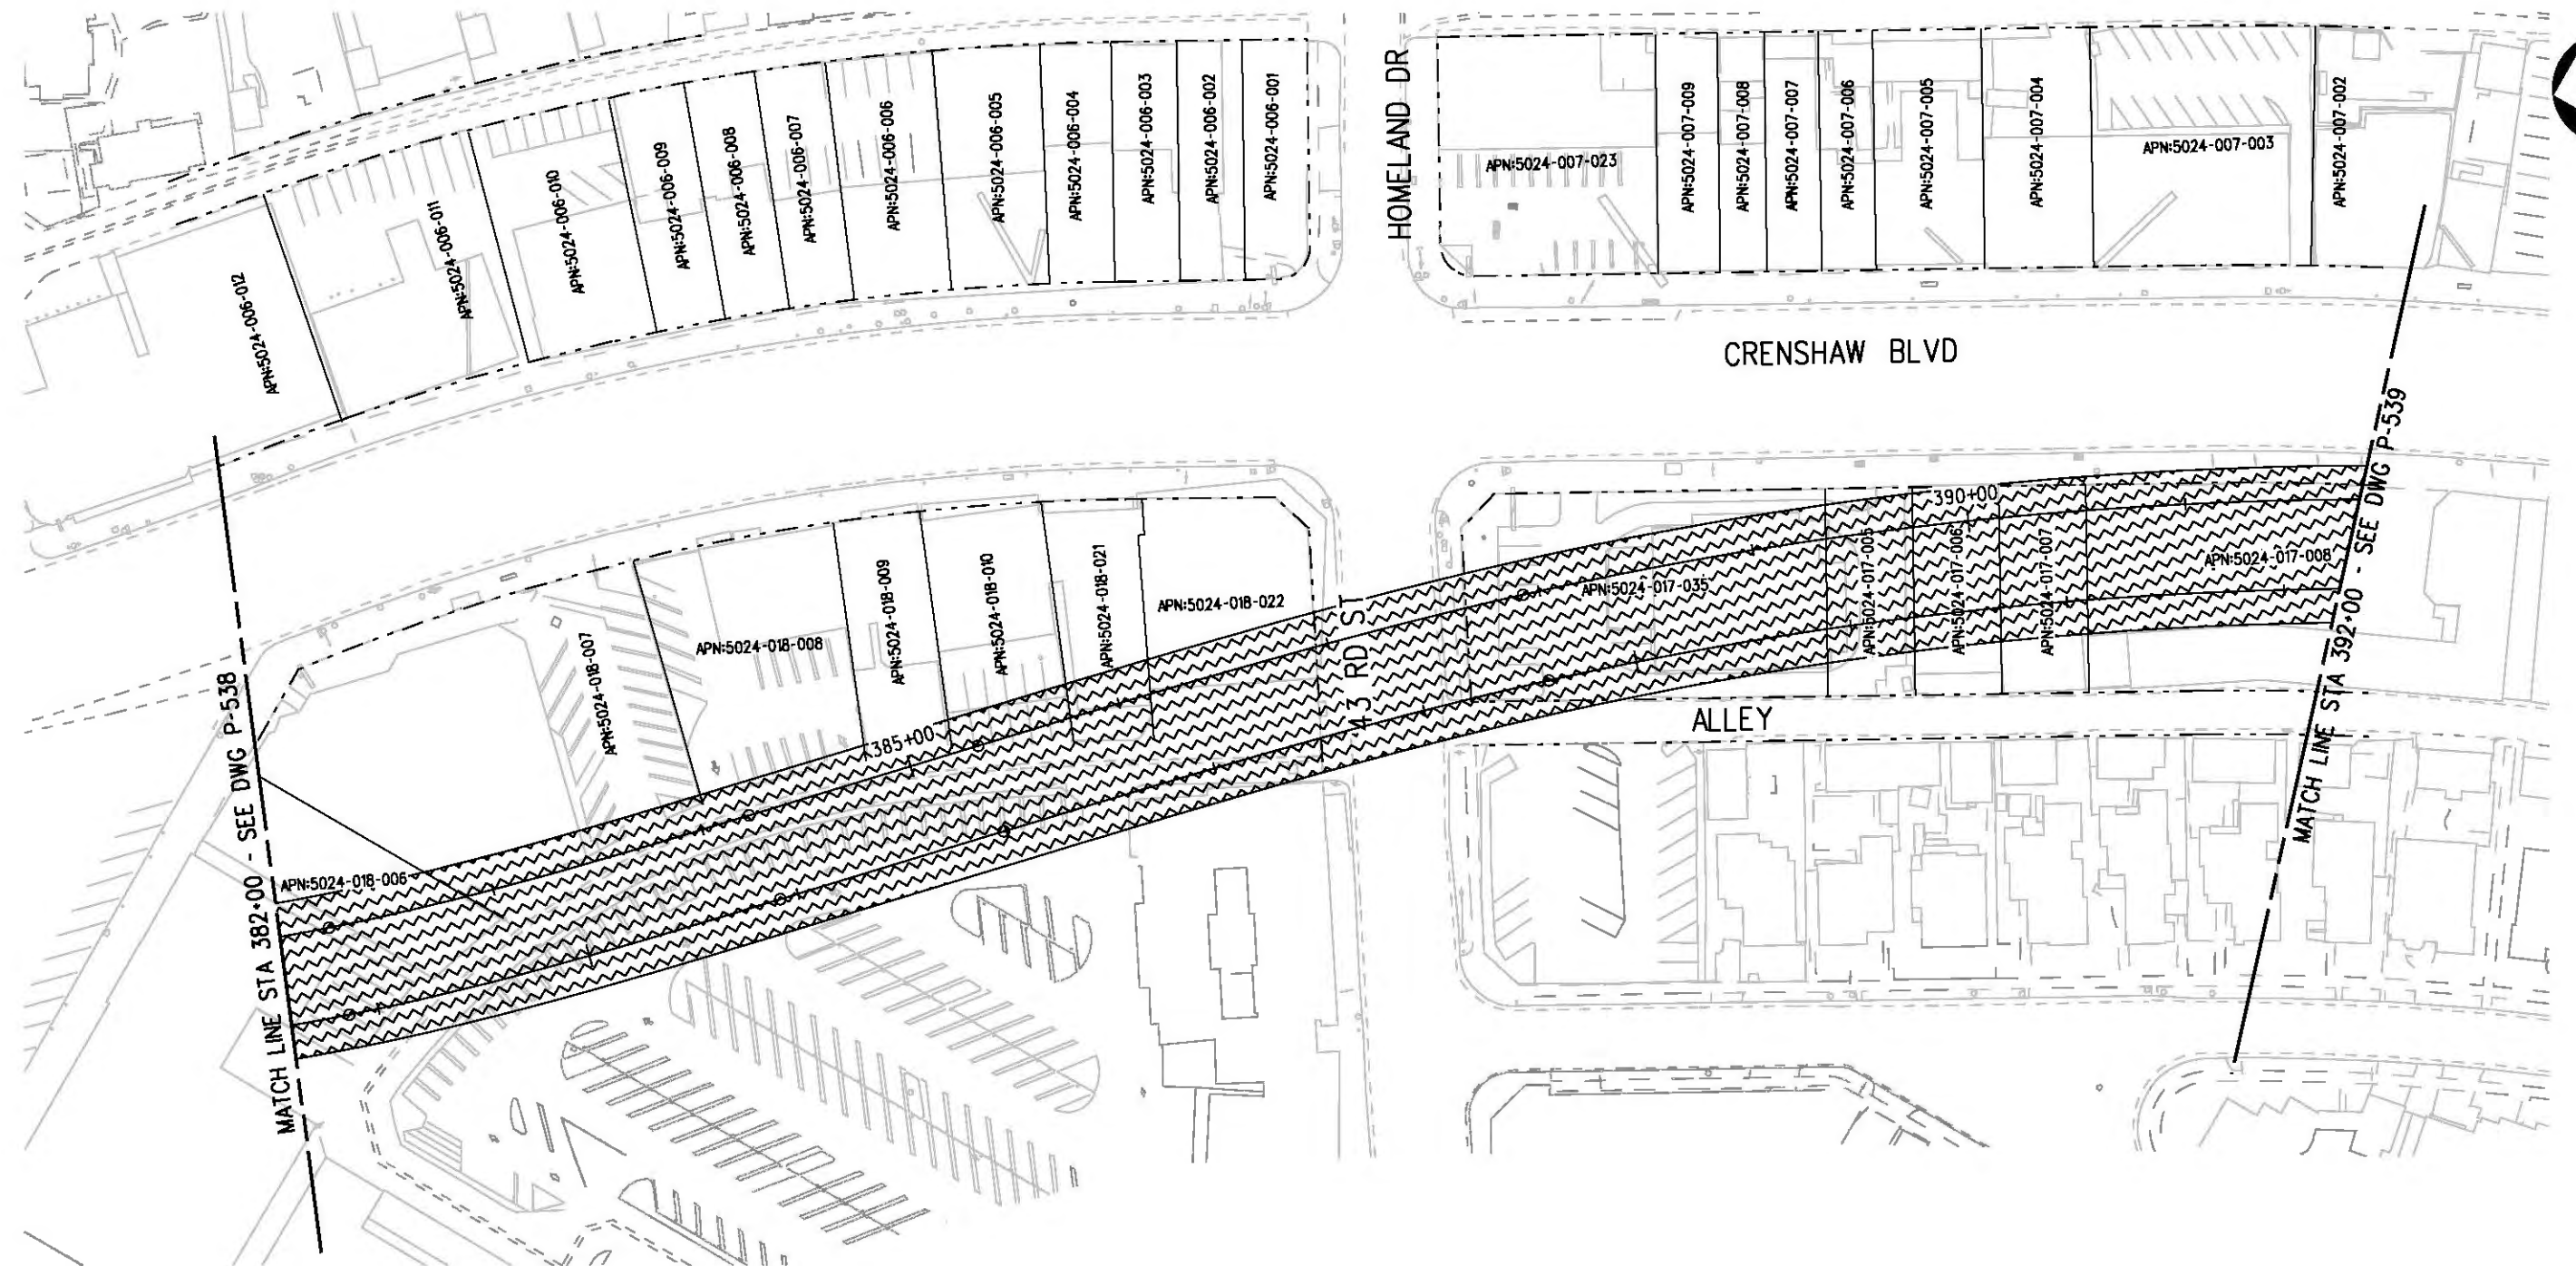 HOMELAND DR
APN:5024-006-012
APN:5024-006-011
APN:5024-006-010
APN:5024-006-009
APN:5024-006-008
APN:5024-006-007
APN:5024-006-006
APN:5024-006-005
APN:5024-006-004
APN:5024-006-003
APN:5024-006-002
APN:5024-006-001
APN:5024-007-023
APN:5024-007-009
APN:5024-007-008
APN:5024-007-007
APN:5024-007-006
APN:5024-007-005
APN:5024-007-004
APN:5024-007-003
APN:5024-007-002
CRENSHAW BLVD
MATCH LINE STA 382+00 - SEE DWG P-538
APN:5024-018-006
APN:5024-018-007
APN:5024-018-008
APN:5024-018-009
APN:5024-018-010
APN:5024-018-021
APN:5024-018-022
385+00
43 RD ST
APN:5024-017-035
APN:5024-017-005
APN:5024-017-006
APN:5024-017-007
APN:5024-017-008
390+00
ALLEY
MATCH LINE STA 392+00 - SEE DWG P-539